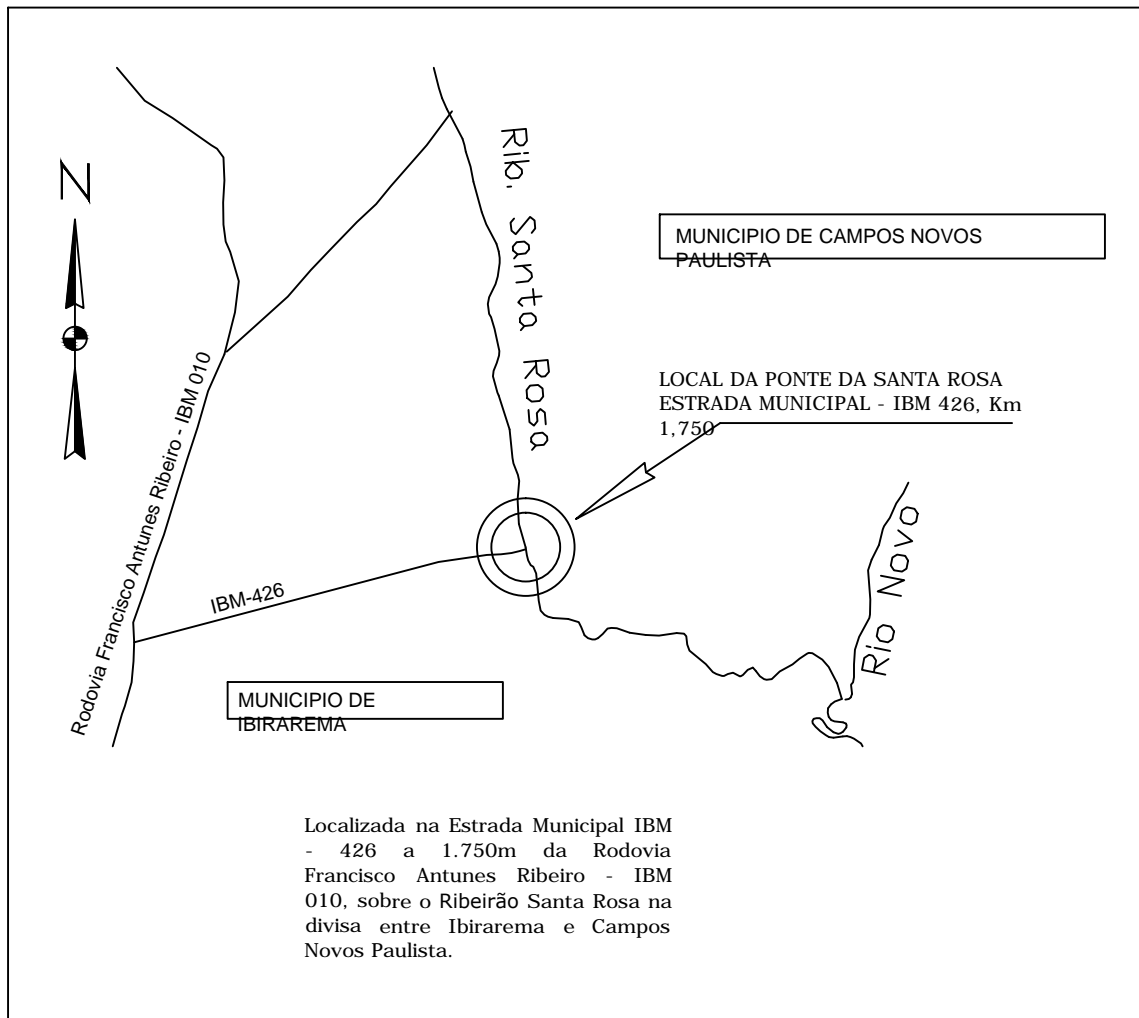 N
Rib. Santa Rosa
MUNICIPIO DE CAMPOS NOVOS
PAULISTA
LOCAL DA PONTE DA SANTA ROSA
ESTRADA MUNICIPAL - IBM 426, Km
1,750
Rodovia Francisco Antunes Ribeiro - IBM 010
IBM-426
Rio Novo
MUNICIPIO DE
IBIRAREMA
Localizada na Estrada Municipal IBM
- 426 a 1.750m da Rodovia
Francisco Antunes Ribeiro - IBM
010, sobre o Ribeirão Santa Rosa na
divisa entre Ibirarema e Campos
Novos Paulista.